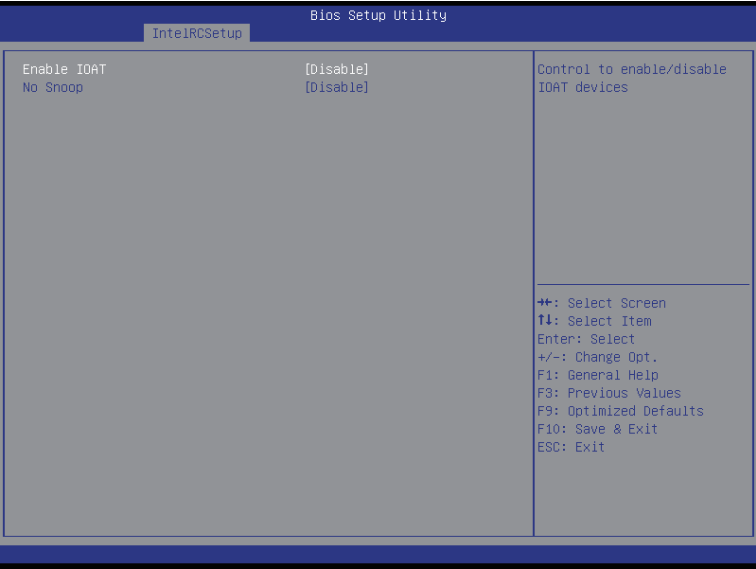 Bios Setup Utility
IntelRCSetup
Enable IOAT [Disable]
No Snoop [Disable]
Control to enable/disable
IOAT devices
→←: Select Screen
↑↓: Select Item
Enter: Select
+/-: Change Opt.
F1: General Help
F3: Previous Values
F9: Optimized Defaults
F10: Save & Exit
ESC: Exit